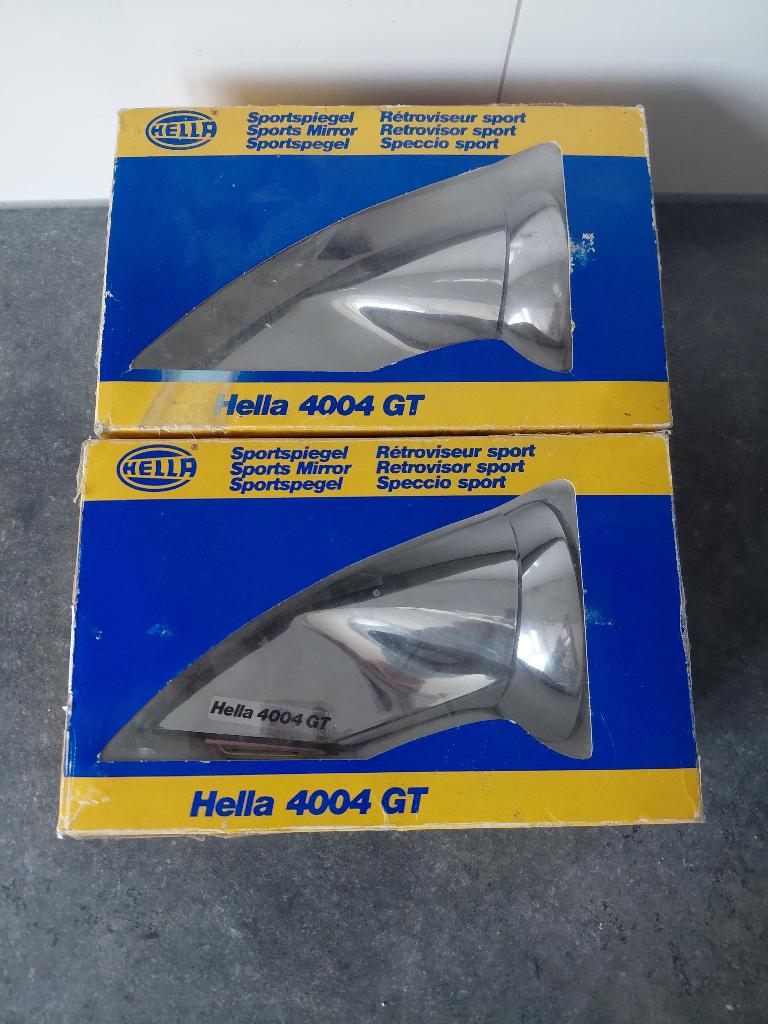 HELLA ®
Sportspiegel Rétroviseur sport
Sports Mirror Retrovisor sport
Sportspegel Speccio sport
Hella 4004 GT
HELLA ®
Sportspiegel Rétroviseur sport
Sports Mirror Retrovisor sport
Sportspegel Speccio sport
Hella 4004 GT
Hella 4004 GT